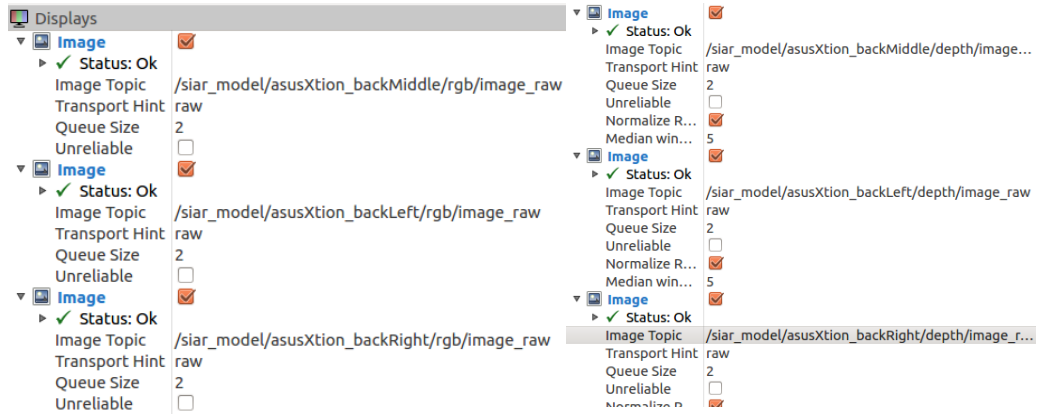 Displays
Image
Status: Ok
Image Topic /siar_model/asusXtion_backMiddle/rgb/image_raw
Transport Hint raw
Queue Size 2
Unreliable
Image
Status: Ok
Image Topic /siar_model/asusXtion_backLeft/rgb/image_raw
Transport Hint raw
Queue Size 2
Unreliable
Image
Status: Ok
Image Topic /siar_model/asusXtion_backRight/rgb/image_raw
Transport Hint raw
Queue Size 2
Unreliable
Image
Status: Ok
Image Topic /siar_model/asusXtion_backMiddle/depth/image...
Transport Hint raw
Queue Size 2
Unreliable
Normalize R...
Median win... 5
Image
Status: Ok
Image Topic /siar_model/asusXtion_backLeft/depth/image_raw
Transport Hint raw
Queue Size 2
Unreliable
Normalize R...
Median win... 5
Image
Status: Ok
Image Topic /siar_model/asusXtion_backRight/depth/image_r...
Transport Hint raw
Queue Size 2
Unreliable
Normalize R...